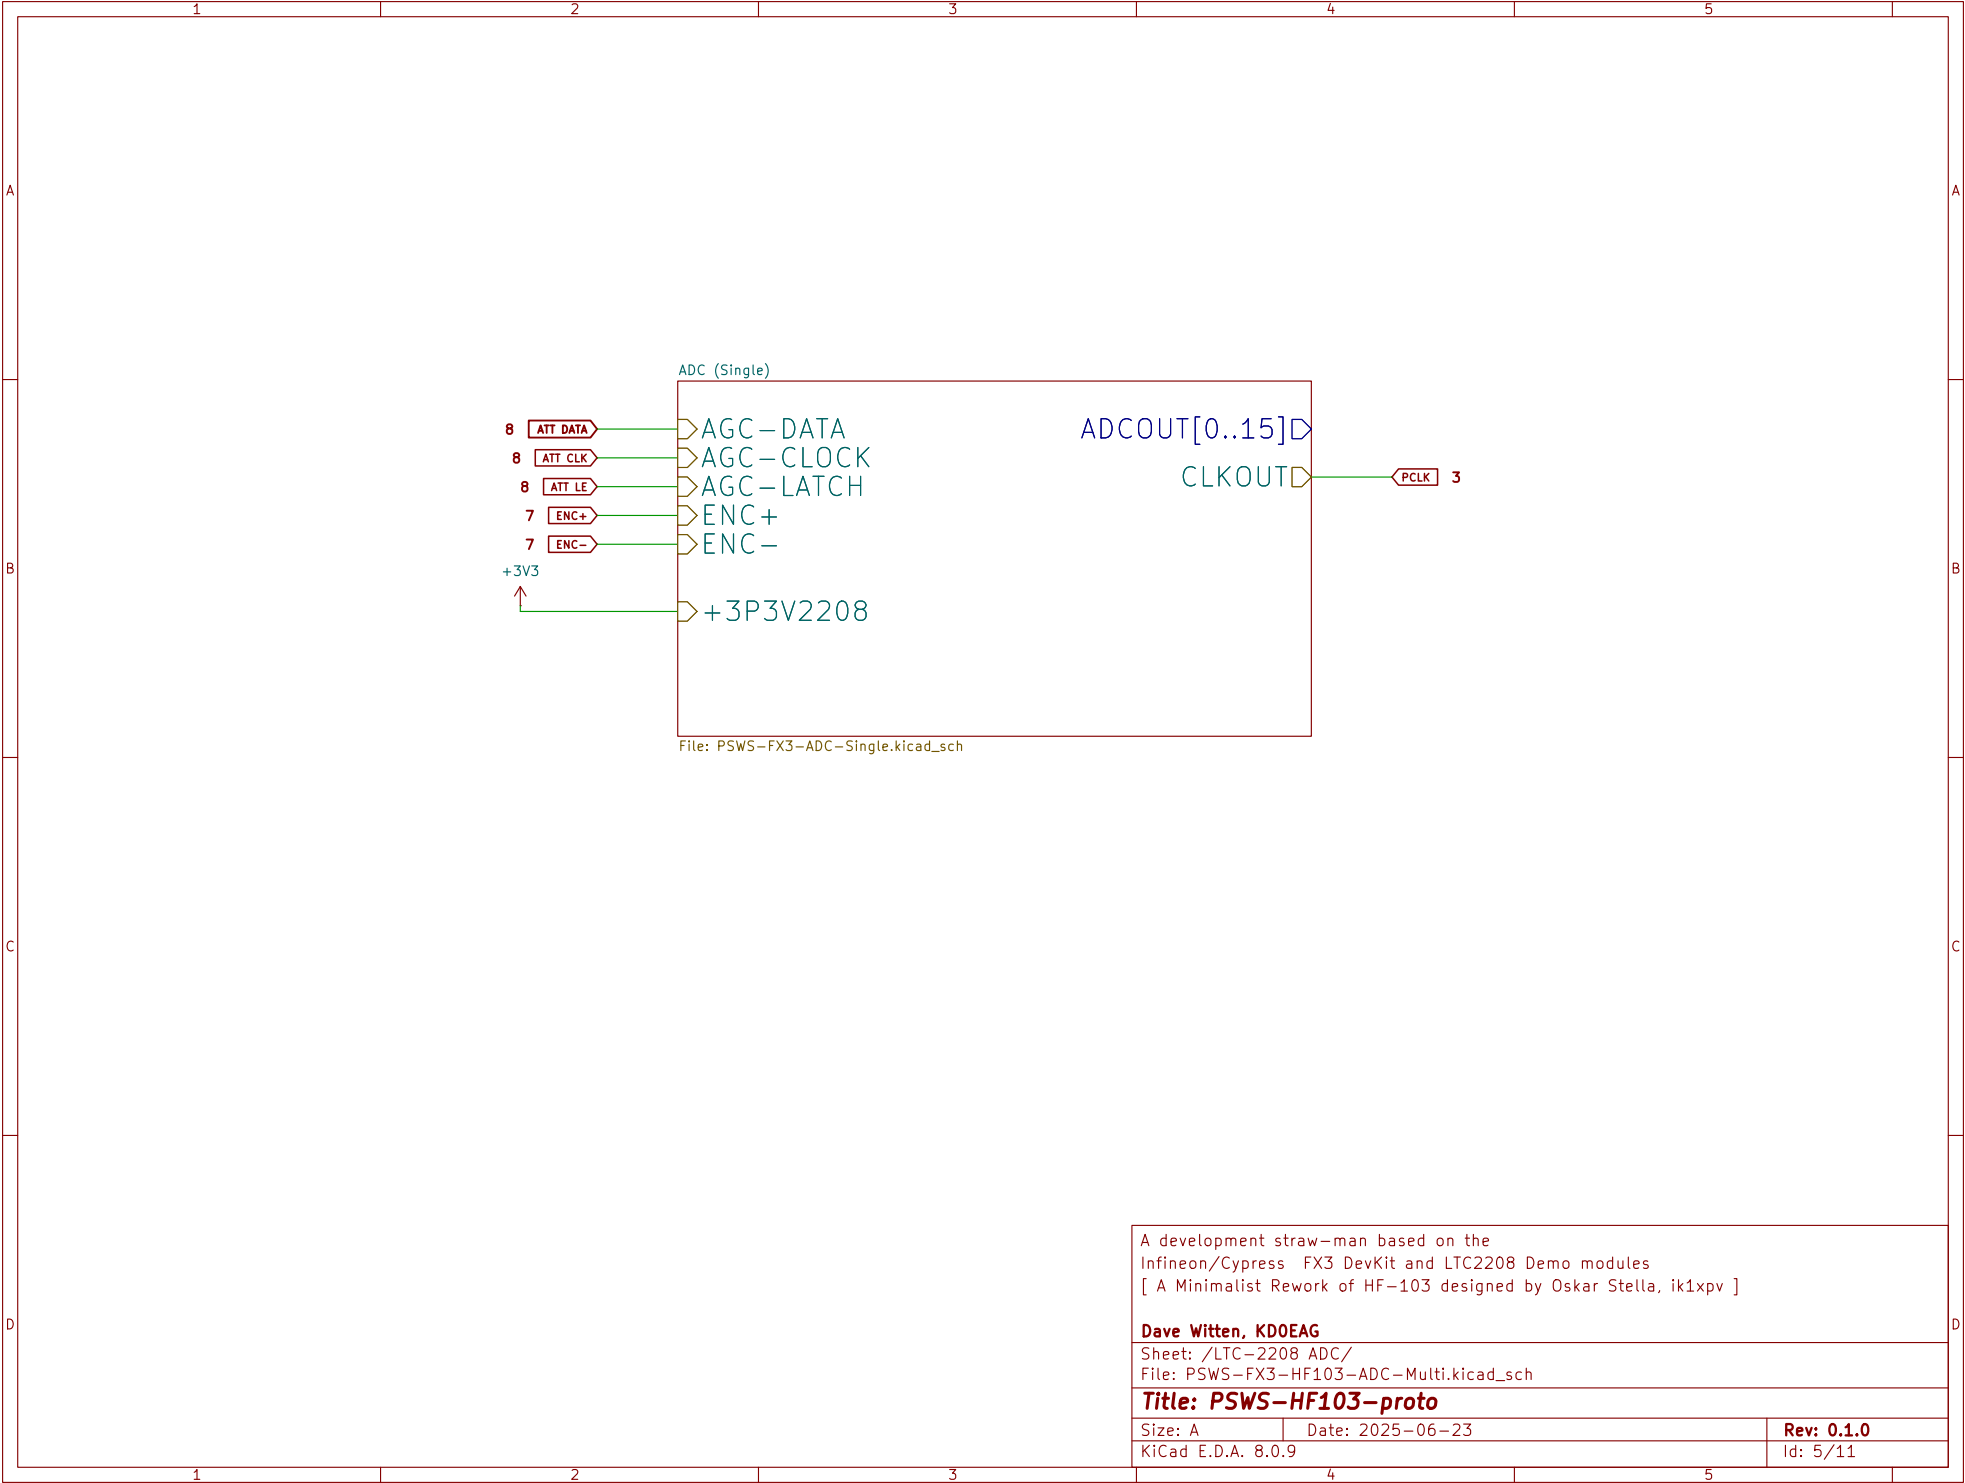 1 2 3 4 5
A A
ADC (Single)
8 ATT DATA AGC-DATA ADCOUT[0..15]
8 ATT CLK AGC-CLOCK
8 ATT LE AGC-LATCH CLKOUT PCLK 3
7 ENC+ ENC+
7 ENC- ENC-
B B
+3V3
+3P3V2208
File: PSWS-FX3-ADC-Single.kicad_sch
C C
A development straw-man based on the
Infineon/Cypress FX3 DevKit and LTC2208 Demo modules
[ A Minimalist Rework of HF-103 designed by Oskar Stella, ik1xpv ]
D D
Dave Witten, KD0EAG
Sheet: /LTC-2208 ADC/
File: PSWS-FX3-HF103-ADC-Multi.kicad_sch
Title: PSWS-HF103-proto
Size: A Date: 2025-06-23 Rev: 0.1.0
KiCad E.D.A. 8.0.9 Id: 5/11
1 2 3 4 5